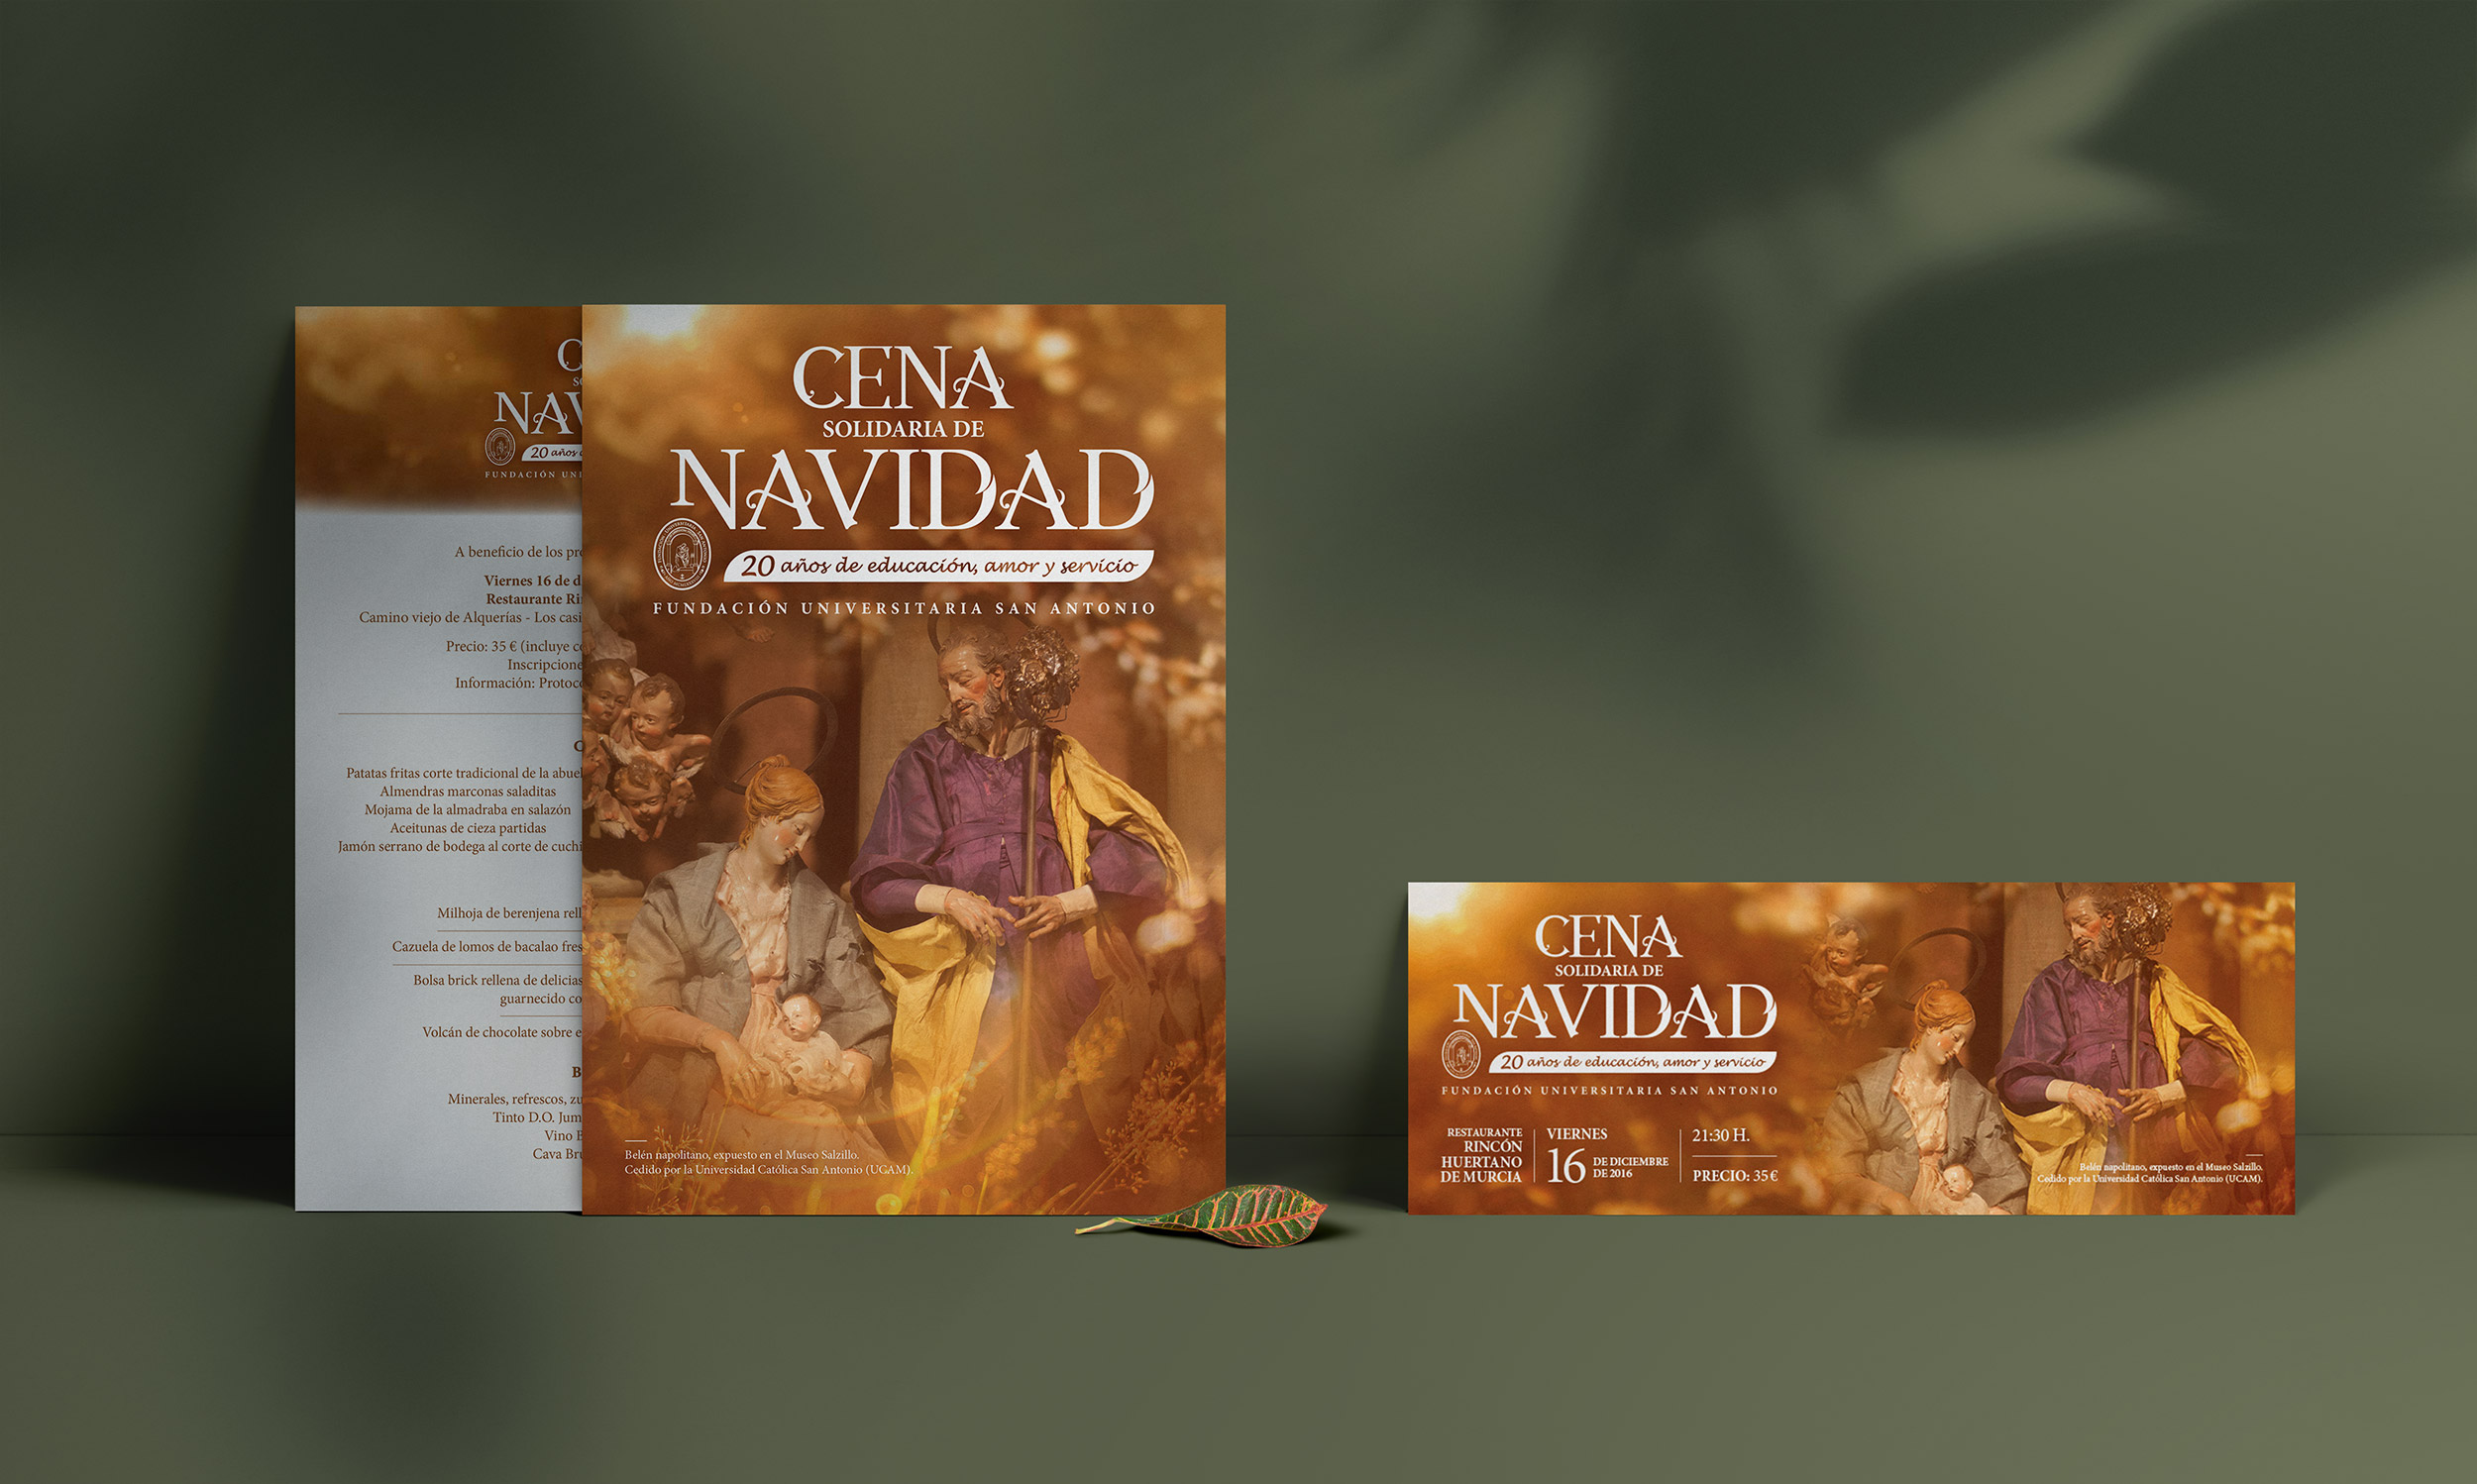 NAV
20 años
FUNDACIÓN UNI
A beneficio de los pro
Viernes 16 de d
Restaurante Ri
Camino viejo de Alquerías - Los casi
Precio: 35 € (incluye co
Inscripcione
Información: Protoco
Patatas fritas corte tradicional de la abuel
Almendras marconas saladitas
Mojama de la almadraba en salazón
Aceitunas de cieza partidas
Jamón serrano de bodega al corte de cuchi
Milhoja de berenjena rell
Cazuela de lomos de bacalao fres
Bolsa brick rellena de delicias
guarnecido co
Volcán de chocolate sobre e
B
Minerales, refrescos, zu
Tinto D.O. Jum
Vino B
Cava Bru
CENA
SOLIDARIA DE
NAVIDAD
20 años de educación, amor y servicio
FUNDACIÓN UNIVERSITARIA SAN ANTONIO
Belén napolitano, expuesto en el Museo Salzillo.
Cedido por la Universidad Católica San Antonio (UCAM).
CENA
SOLIDARIA DE
NAVIDAD
20 años de educación, amor y servicio
FUNDACIÓN UNIVERSITARIA SAN ANTONIO
RESTAURANTE
RINCÓN
HUERTANO
DE MURCIA
VIERNES
16 DE DICIEMBRE
DE 2016
21:30 H.
PRECIO: 35 €
Belén napolitano, expuesto en el Museo Salzillo.
Cedido por la Universidad Católica San Antonio (UCAM).